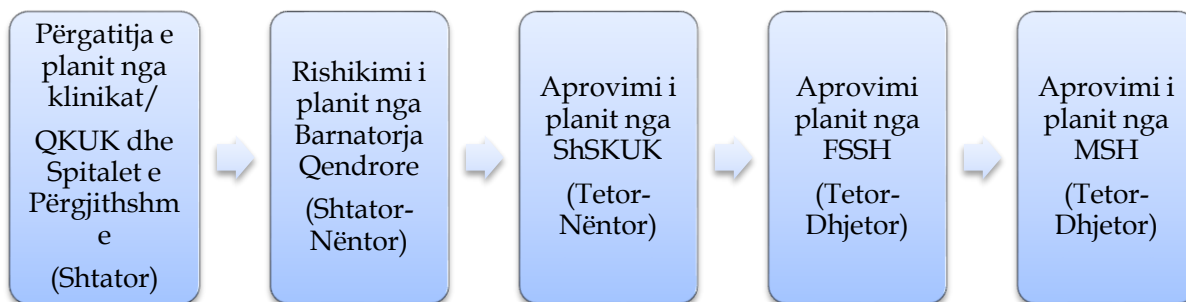 Përgatitja e
planit nga
klinikat/
QKUK dhe
Spitalet e
Përgjithshm
e
(Shtator)
Rishikimi i
planit nga
Barnatorja
Qendrore
(Shtator-
Nëntor)
Aprovimi i
planit nga
ShSKUK
(Tetor-
Nëntor)
Aprovimi
planit nga
FSSH
(Tetor-
Dhjetor)
Aprovimi i
planit nga
MSH
(Tetor-
Dhjetor)